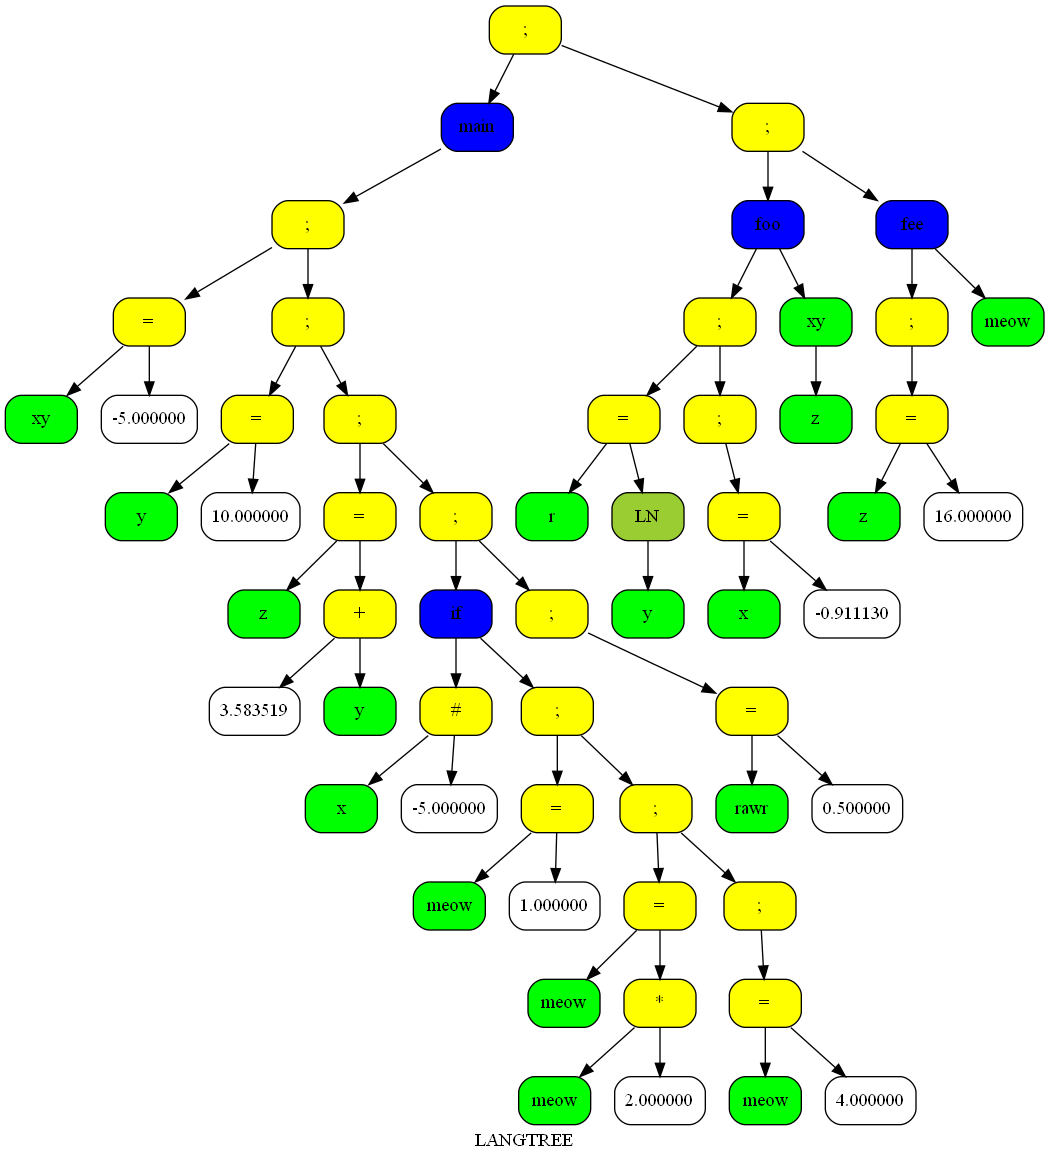 ;
main ;
; foo fee
= ; ; xy meow ;
xy -5.000000 = ; = ; z =
y 10.000000 = ; r LN = z 16.000000
z + if ; y x -0.911130
3.583519 y # ; =
x -5.000000 = ; rawr 0.500000
meow 1.000000 = ;
meow * =
meow 2.000000 meow 4.000000
LANGTREE